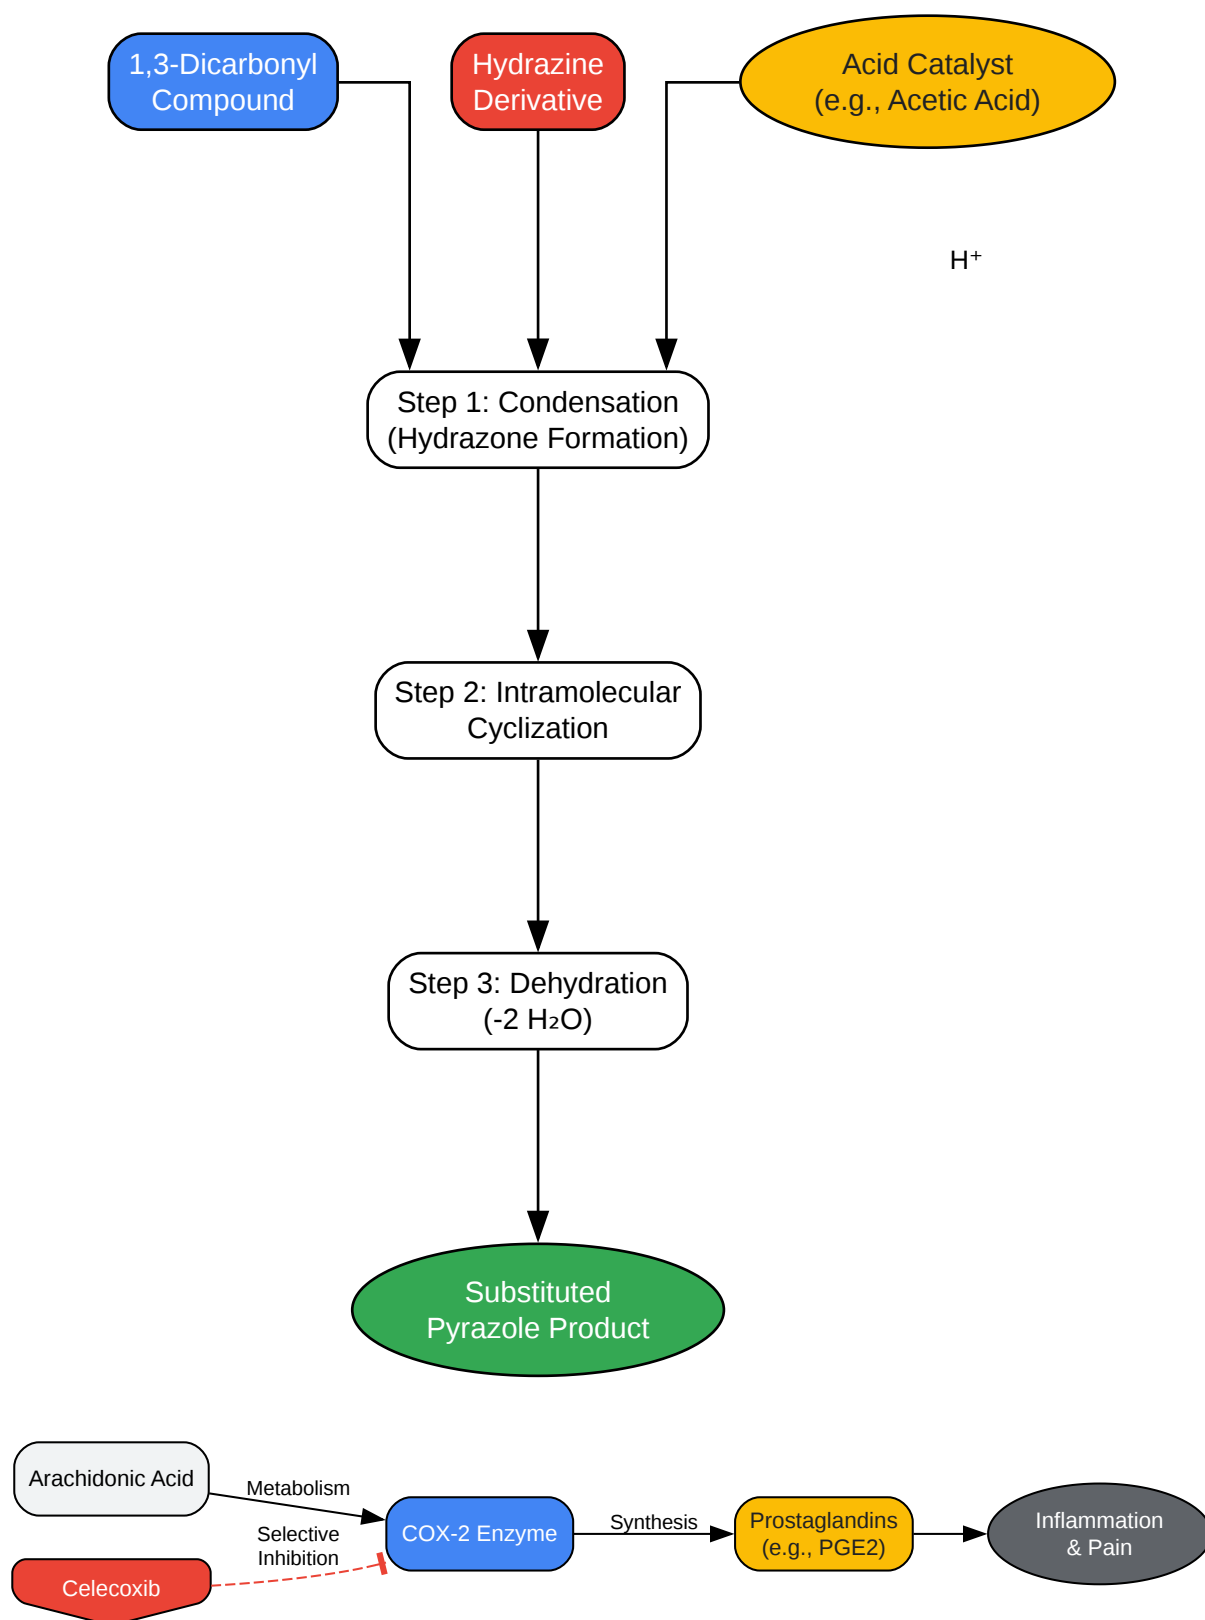 1,3-Dicarbonyl
Compound
Hydrazine
Derivative
Acid Catalyst
(e.g., Acetic Acid)
H⁺
Step 1: Condensation
(Hydrazone Formation)
Step 2: Intramolecular
Cyclization
Step 3: Dehydration
(-2 H₂O)
Substituted
Pyrazole Product
Arachidonic Acid
Metabolism
Selective
Inhibition
Celecoxib
COX-2 Enzyme
Synthesis
Prostaglandins
(e.g., PGE2)
Inflammation
& Pain